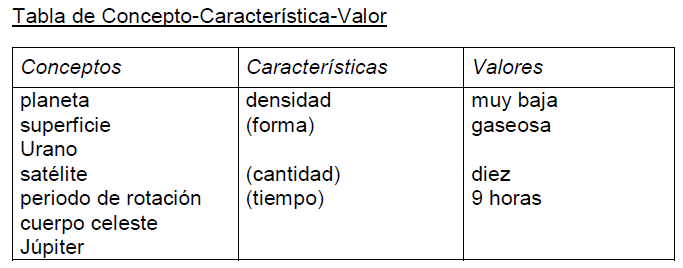 Tabla de Concepto-Característica-Valor
Conceptos Características Valores
planeta densidad muy baja
superficie (forma) gaseosa
Urano
satélite (cantidad) diez
periodo de rotación (tiempo) 9 horas
cuerpo celeste
Júpiter